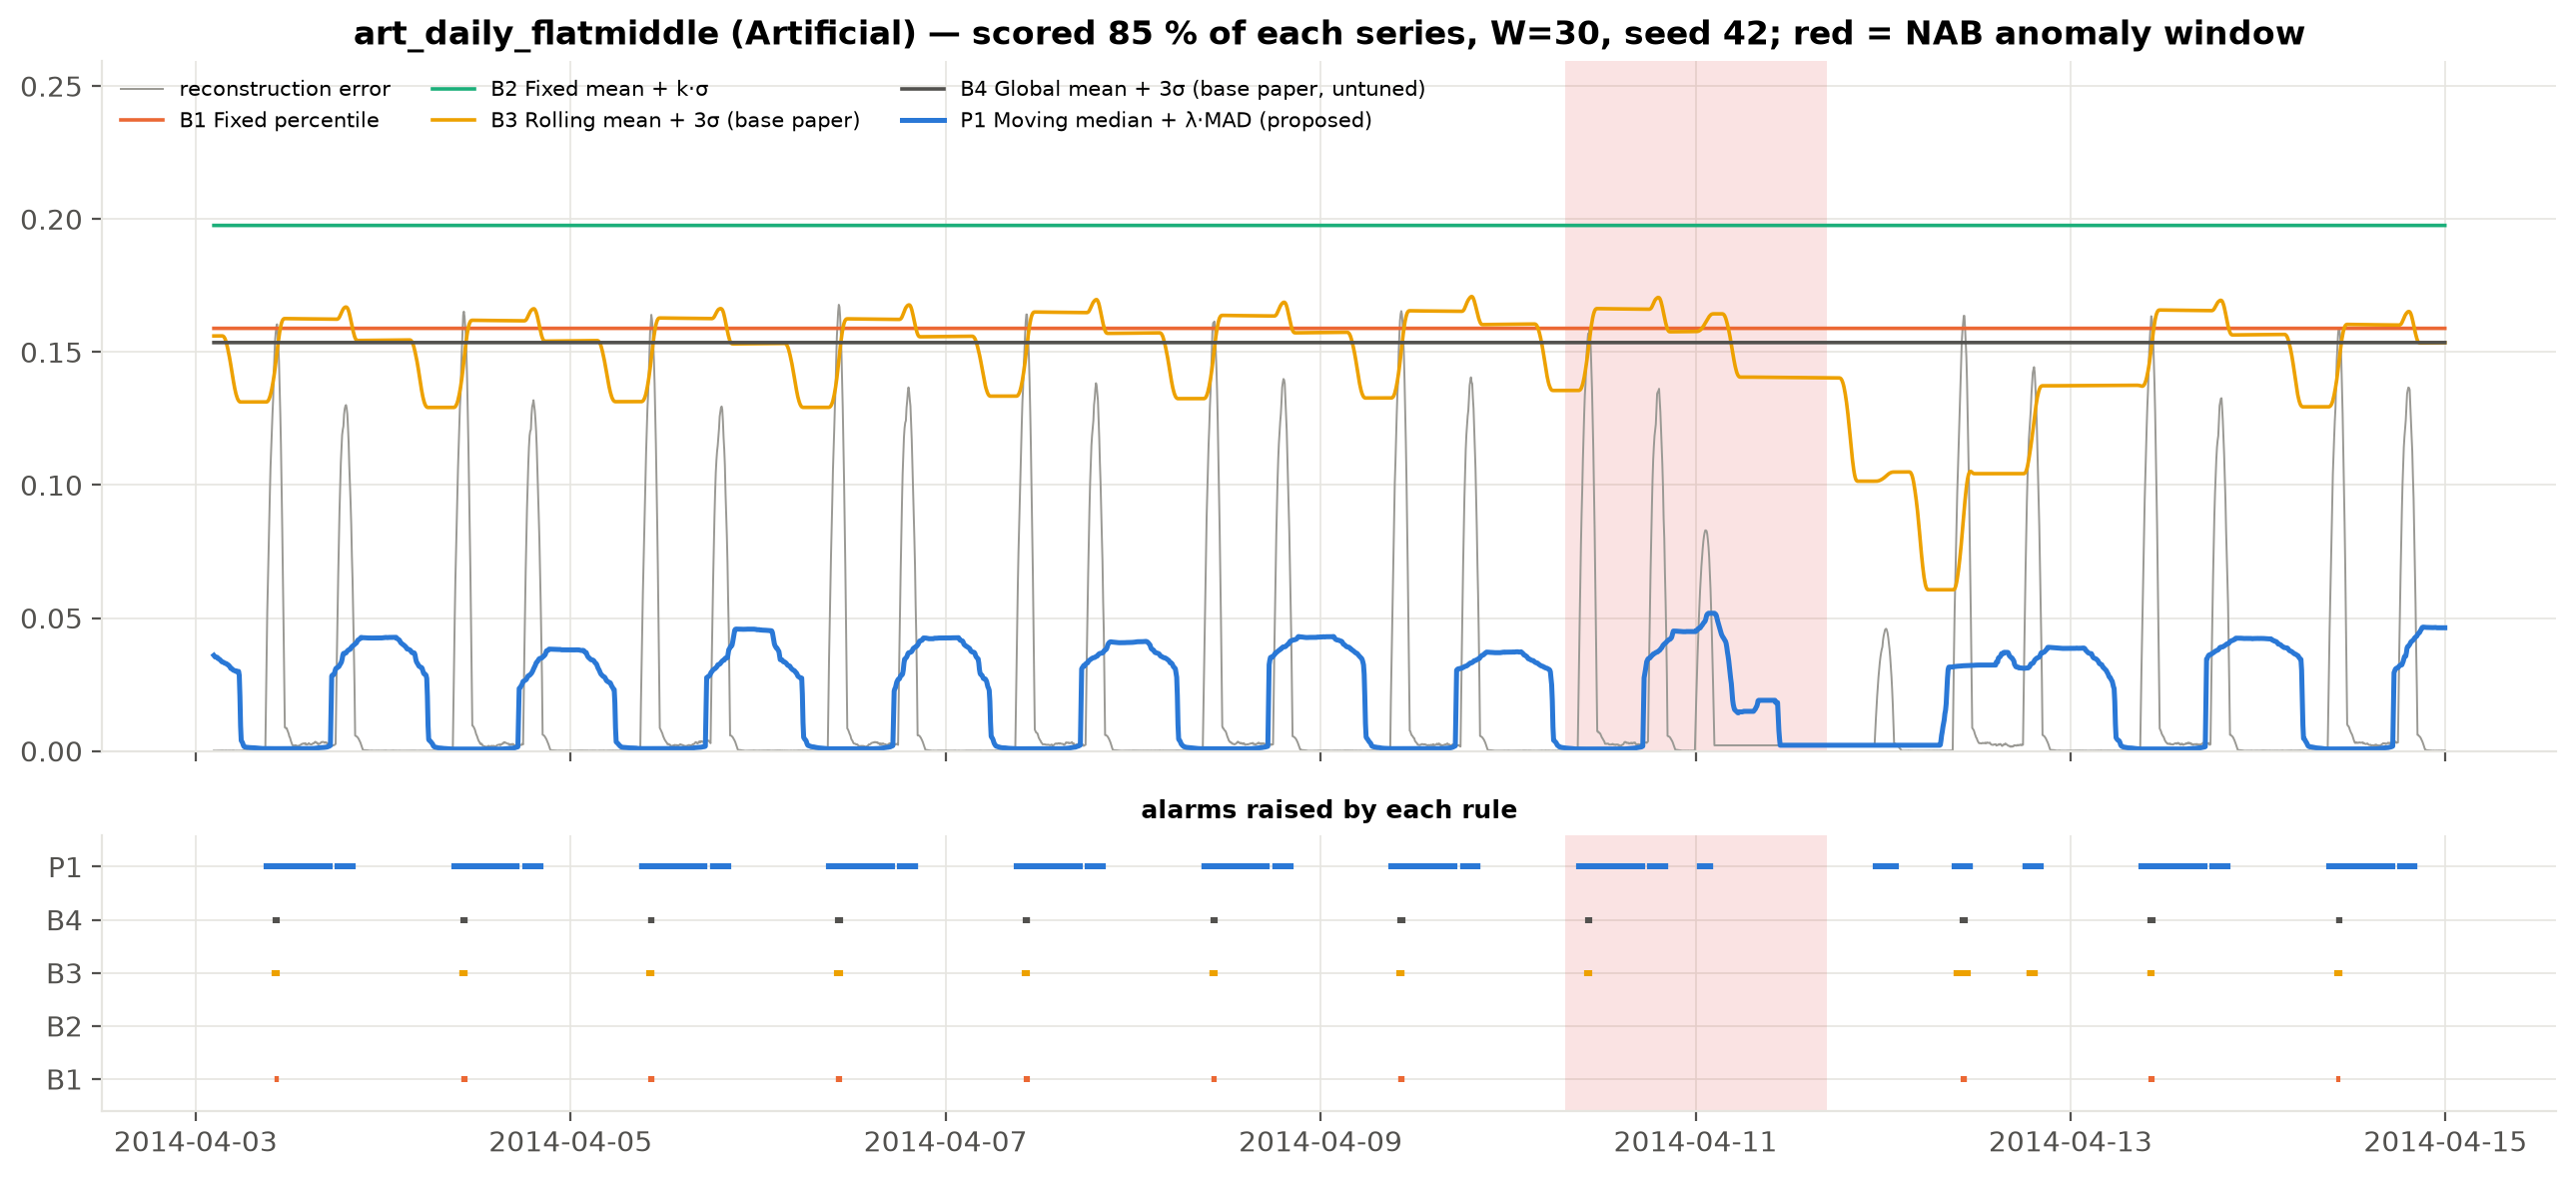 art_daily_flatmiddle (Artificial) — scored 85 % of each series, W=30, seed 42; red = NAB anomaly window
reconstruction error
B1 Fixed percentile
B2 Fixed mean + k·σ
B3 Rolling mean + 3σ (base paper)
B4 Global mean + 3σ (base paper, untuned)
P1 Moving median + λ·MAD (proposed)
0.25
0.20
0.15
0.10
0.05
0.00
alarms raised by each rule
P1
B4
B3
B2
B1
2014-04-03
2014-04-05
2014-04-07
2014-04-09
2014-04-11
2014-04-13
2014-04-15